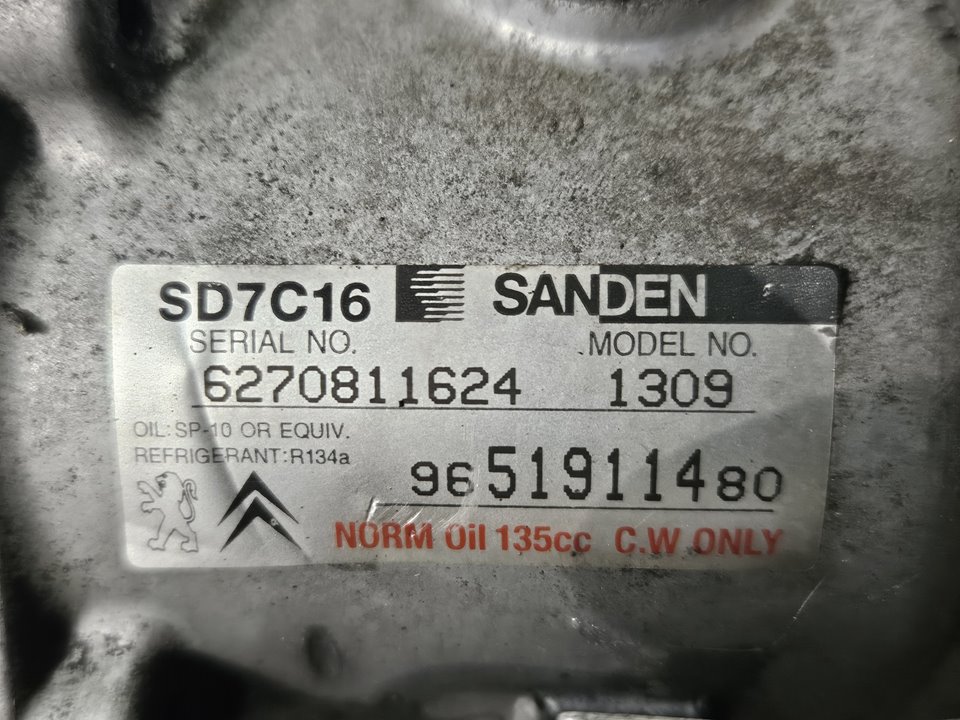 SD7C16 SANDEN
SERIAL NO. MODEL NO.
6270811624 1309
OIL:SP-10 OR EQUIV.
REFRIGERANT:R134a
9651911480
NORM Oil 135cc C.W ONLY